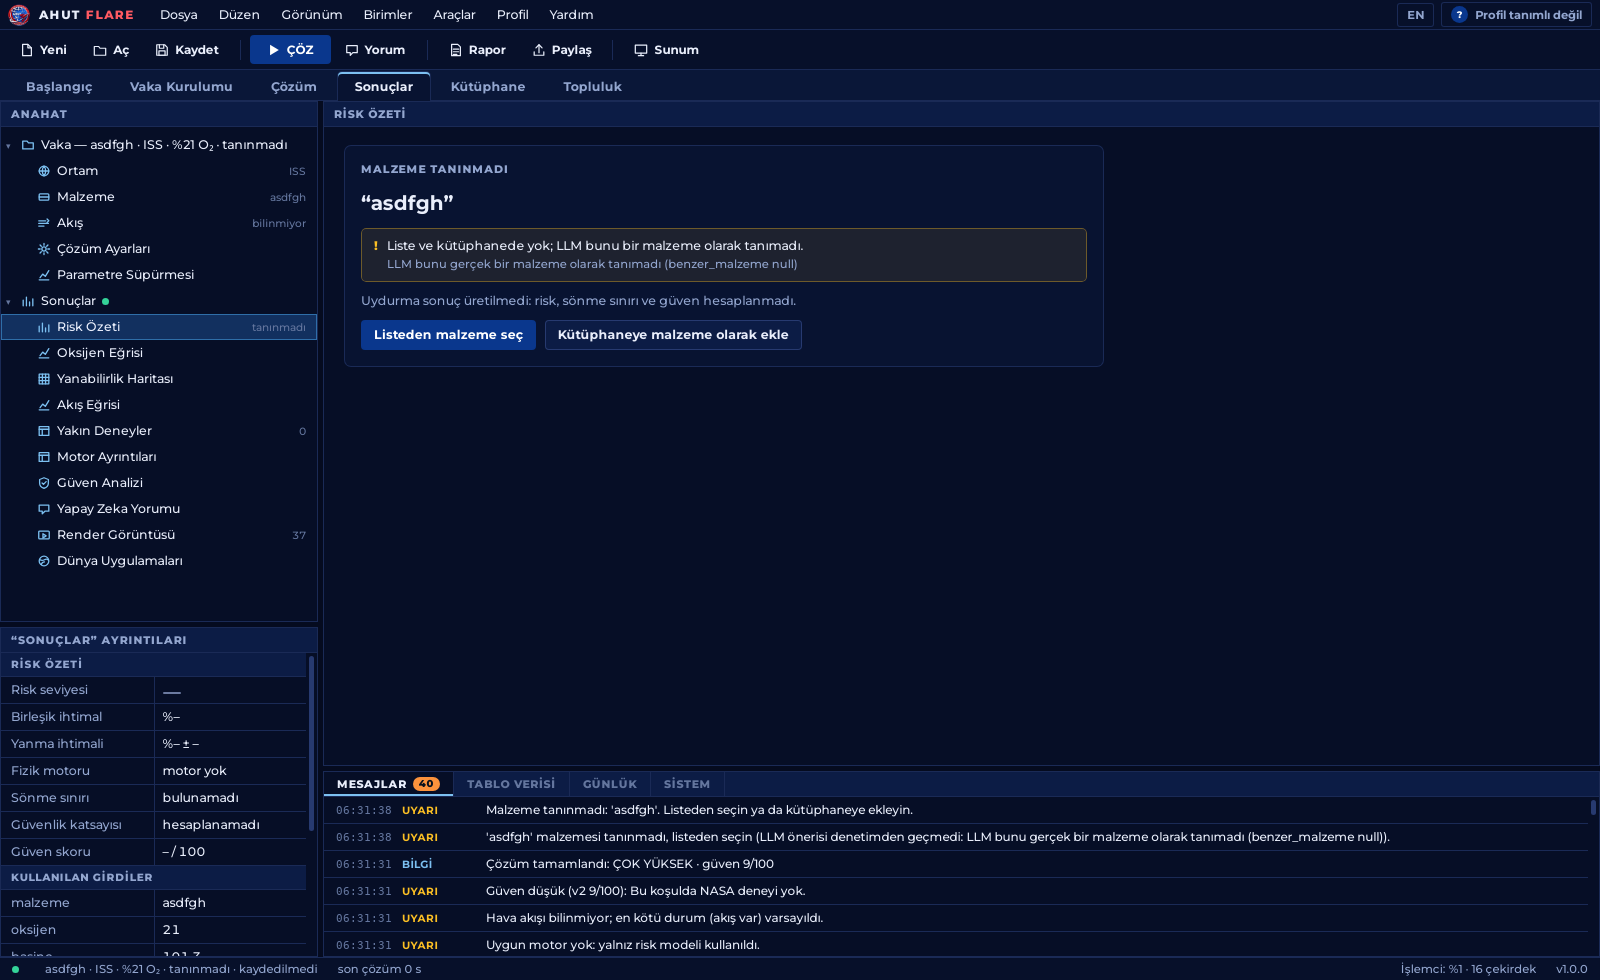 AHUT FLARE Dosya Düzen Görünüm Birimler Araçlar Profil Yardım EN ? Profil tanımlı değil
Yeni Aç Kaydet ÇÖZ Yorum Rapor Paylaş Sunum
Başlangıç Vaka Kurulumu Çözüm Sonuçlar Kütüphane Topluluk
ANAHAT
Vaka — asdfgh · ISS · %21 O₂ · tanınmadı
Ortam ISS
Malzeme asdfgh
Akış bilinmiyor
Çözüm Ayarları
Parametre Süpürmesi
Sonuçlar
Risk Özeti tanınmadı
Oksijen Eğrisi
Yanabilirlik Haritası
Akış Eğrisi
Yakın Deneyler 0
Motor Ayrıntıları
Güven Analizi
Yapay Zeka Yorumu
Render Görüntüsü 37
Dünya Uygulamaları
“SONUÇLAR” AYRINTILARI
RİSK ÖZETİ
Risk seviyesi —
Birleşik ihtimal %–
Yanma ihtimali %– ± –
Fizik motoru motor yok
Sönme sınırı bulunamadı
Güvenlik katsayısı hesaplanamadı
Güven skoru – / 100
KULLANILAN GİRDİLER
malzeme asdfgh
oksijen 21
RİSK ÖZETİ
MALZEME TANINMADI
“asdfgh”
! Liste ve kütüphanede yok; LLM bunu bir malzeme olarak tanımadı.
LLM bunu gerçek bir malzeme olarak tanımadı (benzer_malzeme null)
Uydurma sonuç üretilmedi: risk, sönme sınırı ve güven hesaplanmadı.
Listeden malzeme seç Kütüphaneye malzeme olarak ekle
MESAJLAR 40 TABLO VERİSİ GÜNLÜK SİSTEM
06:31:38 UYARI Malzeme tanınmadı: 'asdfgh'. Listeden seçin ya da kütüphaneye ekleyin.
06:31:38 UYARI 'asdfgh' malzemesi tanınmadı, listeden seçin (LLM önerisi denetimden geçmedi: LLM bunu gerçek bir malzeme olarak tanımadı (benzer_malzeme null)).
06:31:31 BİLGİ Çözüm tamamlandı: ÇOK YÜKSEK · güven 9/100
06:31:31 UYARI Güven düşük (v2 9/100): Bu koşulda NASA deneyi yok.
06:31:31 UYARI Hava akışı bilinmiyor; en kötü durum (akış var) varsayıldı.
06:31:31 UYARI Uygun motor yok: yalnız risk modeli kullanıldı.
asdfgh · ISS · %21 O₂ · tanınmadı · kaydedilmedi son çözüm 0 s İşlemci: %1 · 16 çekirdek v1.0.0